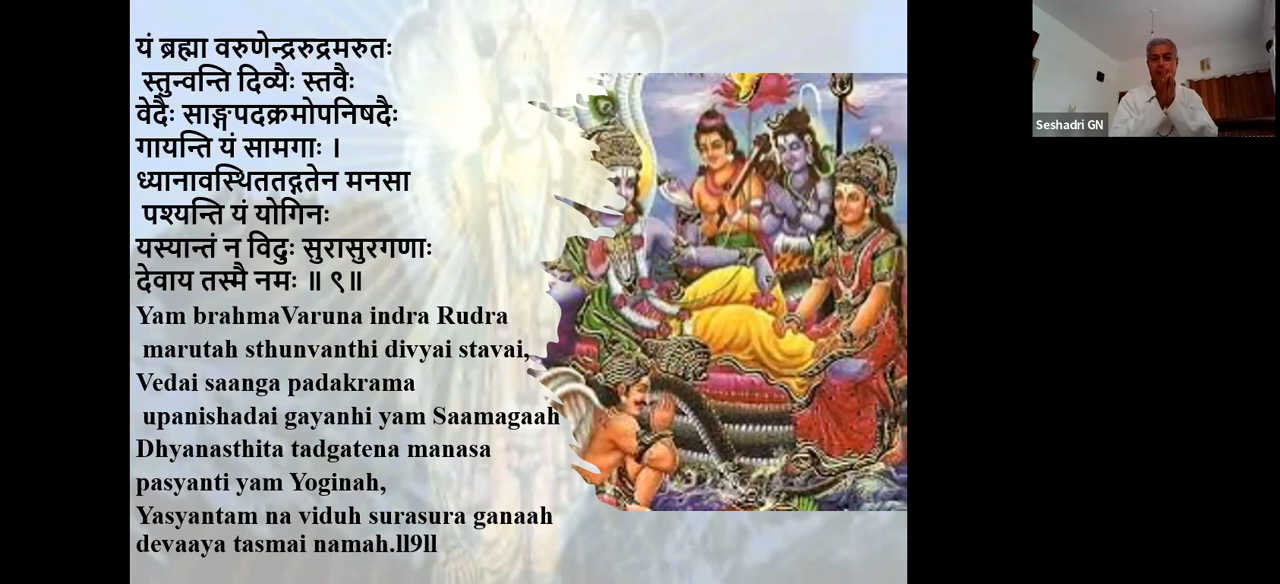 यं ब्रह्मा वरुणेन्द्ररुद्रमरुतः
स्तुन्वन्ति दिव्यैः स्तवैः
वेदैः साङ्गपदक्रमोपनिषदैः
गायन्ति यं सामगाः ।
ध्यानावस्थिततद्गतेन मनसा
पश्यन्ति यं योगिनः
यस्यान्तं न विदुः सुरासुरगणाः
देवाय तस्मै नमः ॥ ९॥
Yam brahmaVaruna indra Rudra
marutah sthunvanthi divyai stavai,
Vedai saanga padakrama
upanishadai gayanhi yam Saamagaah
Dhyanasthita tadgatena manasa
pasyanti yam Yoginah,
Yasyantam na viduh surasura ganaah
devaaya tasmai namah.ll9ll
Seshadri GN